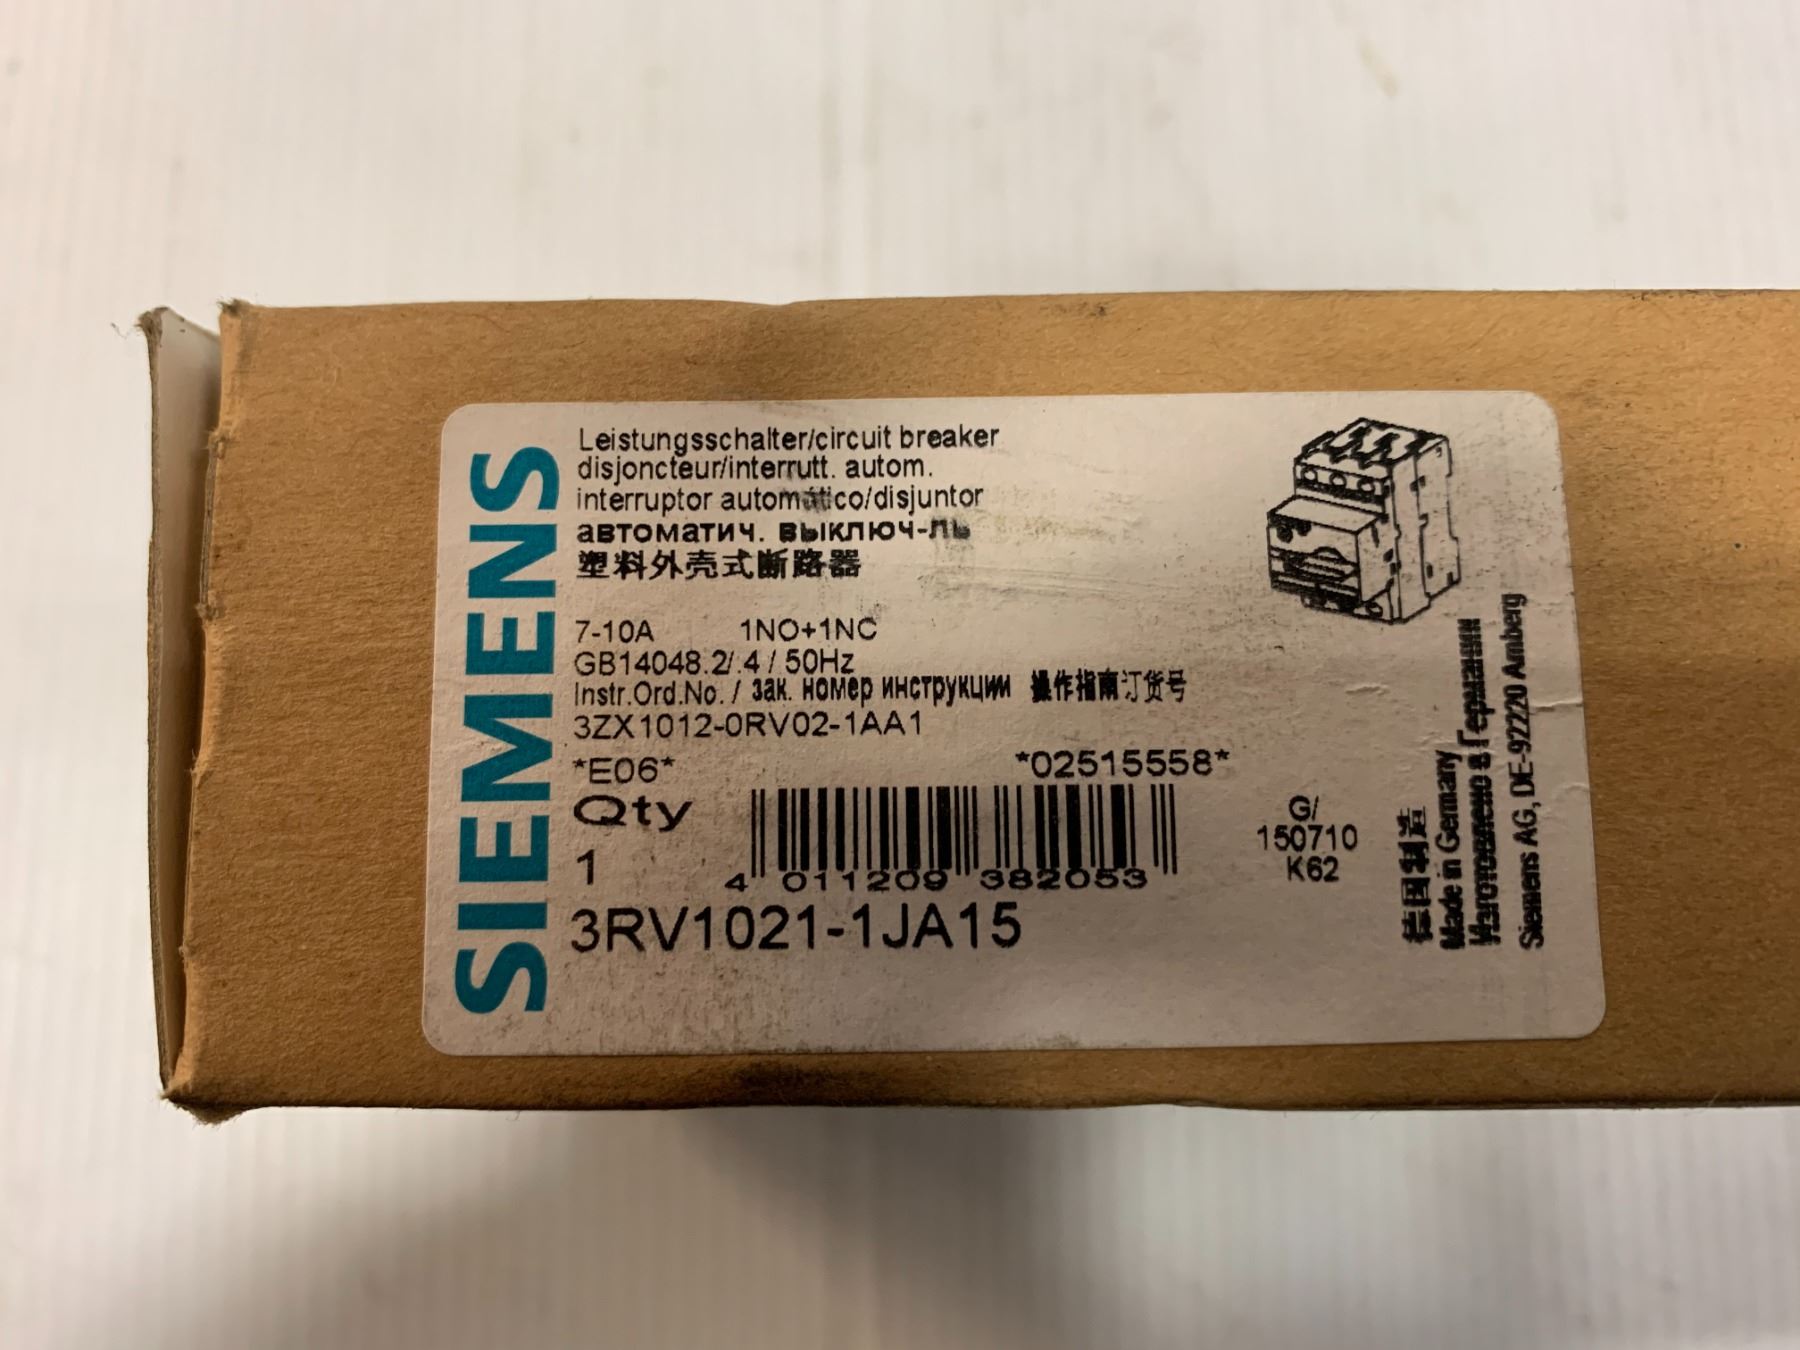 SIEMENS
Leistungsschalter/circuit breaker
disjoncteur/interrutt. autom.
interruptor automático/disjuntor
автоматич. выключ-ль
塑料外壳式断路器
7-10A 1NO+1NC
GB14048.2/.4 / 50Hz
Instr.Ord.No. / зак. номер инструкции 操作指南订货号
3ZX1012-0RV02-1AA1
*E06* *02515558*
Qty
1
4 011209 382053
3RV1021-1JA15
G/
150710
K62
德国制造
Made in Germany
Изготовлено в Германии
Siemens AG, DE-92220 Amberg